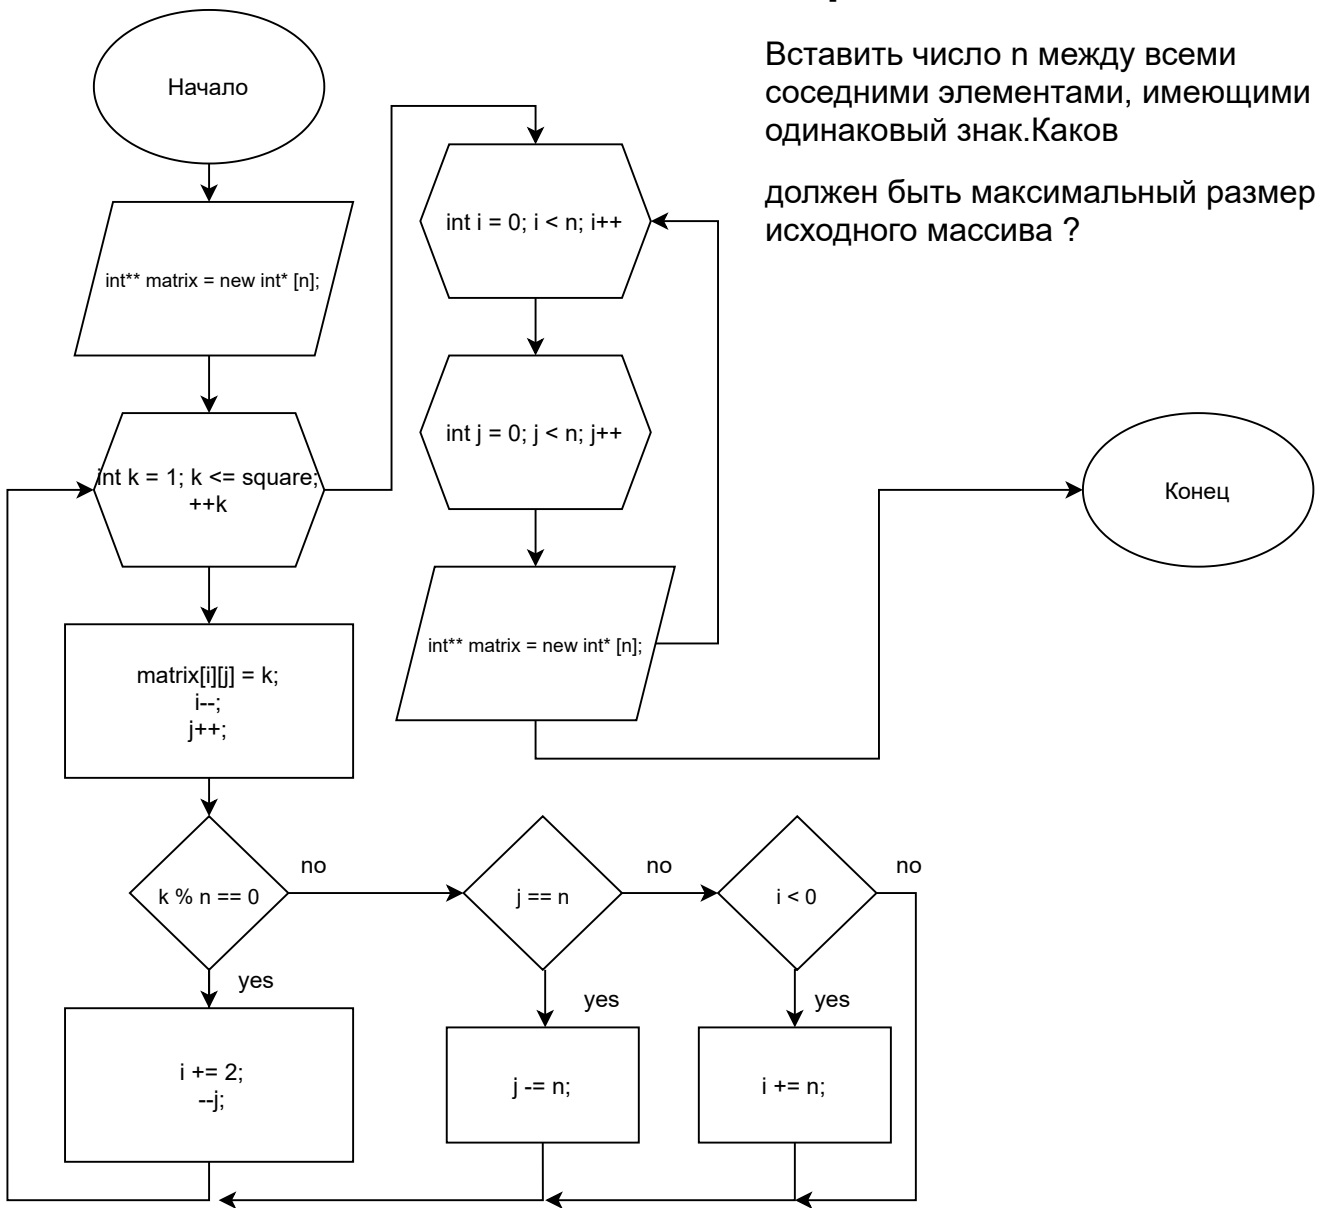 Вставить число n между всеми
соседними элементами, имеющими
одинаковый знак.Каков
должен быть максимальный размер
исходного массива ?
Начало
int** matrix = new int* [n];
int k = 1; k <= square;
++k
matrix[i][j] = k;
i--;
j++;
k % n == 0
no
yes
i += 2;
--j;
j == n
no
yes
j -= n;
i < 0
no
yes
i += n;
int i = 0; i < n; i++
int j = 0; j < n; j++
int** matrix = new int* [n];
Конец